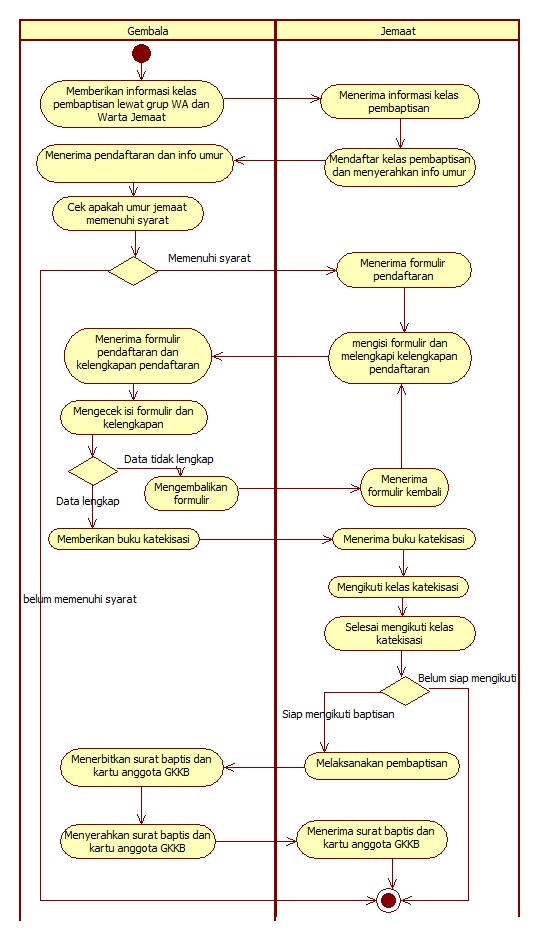 Gembala
Jemaat
Memberikan informasi kelas
pembaptisan lewat grup WA dan
Warta Jemaat
Menerima informasi kelas
pembaptisan
Menerima pendaftaran dan info umur
Mendaftar kelas pembaptisan
dan menyerahkan info umur
Cek apakah umur jemaat
memenuhi syarat
Memenuhi syarat
Menerima formulir
pendaftaran
Menerima formulir
pendaftaran dan
kelengkapan pendaftaran
mengisi formulir dan
melengkapi kelengkapan
pendaftaran
Mengecek isi formulir dan
kelengkapan
Data tidak lengkap
Mengembalikan
formulir
Menerima
formulir kembali
Data lengkap
Memberikan buku katekisasi
Menerima buku katekisasi
Mengikuti kelas katekisasi
belum memenuhi syarat
Selesai mengikuti kelas
katekisasi
Belum siap mengikuti
Siap mengikuti baptisan
Menerbitkan surat baptis dan
kartu anggota GKKB
Melaksanakan pembaptisan
Menyerahkan surat baptis dan
kartu anggota GKKB
Menerima surat baptis dan
kartu anggota GKKB